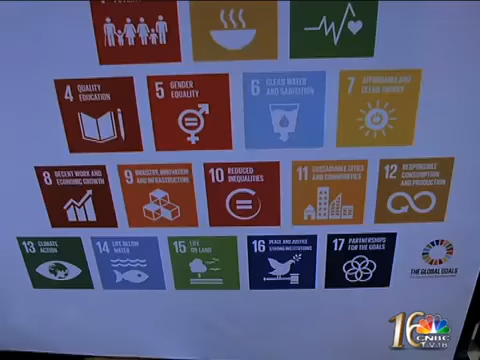 4 QUALITY
EDUCATION
5 GENDER
EQUALITY
6 CLEAN WATER
AND SANITATION
7 AFFORDABLE AND
CLEAN ENERGY
8 DECENT WORK AND
ECONOMIC GROWTH
9 INDUSTRY, INNOVATION
AND INFRASTRUCTURE
10 REDUCED
INEQUALITIES
11 SUSTAINABLE CITIES
AND COMMUNITIES
12 RESPONSIBLE
CONSUMPTION
AND PRODUCTION
13 CLIMATE
ACTION
14 LIFE BELOW
WATER
15 LIFE
ON LAND
16 PEACE AND JUSTICE
STRONG INSTITUTIONS
17 PARTNERSHIPS
FOR THE GOALS
THE GLOBAL GOALS
16
CNBC
TV18